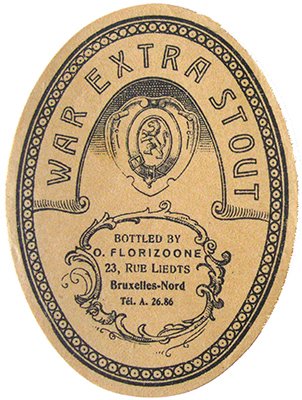 WAR EXTRA STOUT
BOTTLED BY
O. FLORIZOONE
23, RUE LIEDTS
Bruxelles-Nord
Tél. A. 26.86